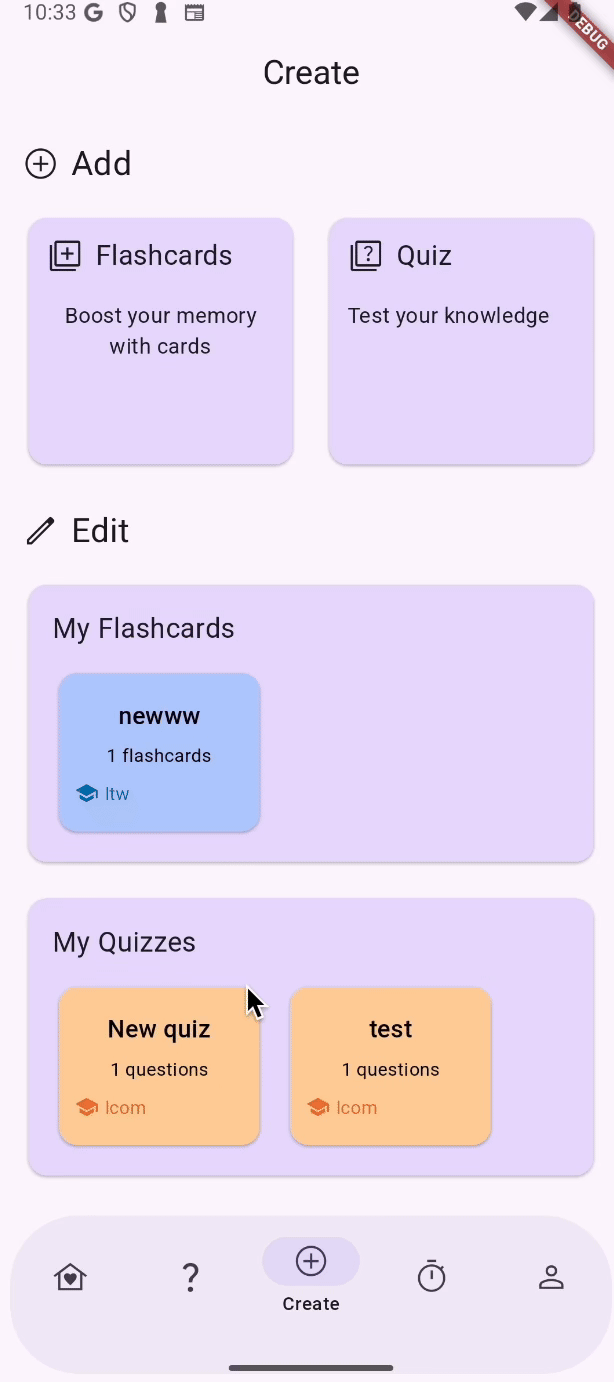 10:33
DEBUG
Create
Add
Flashcards
Quiz
Boost your memory
with cards
Test your knowledge
Edit
My Flashcards
newww
1 flashcards
ltw
My Quizzes
New quiz
test
1 questions
1 questions
lcom
lcom
?
Create